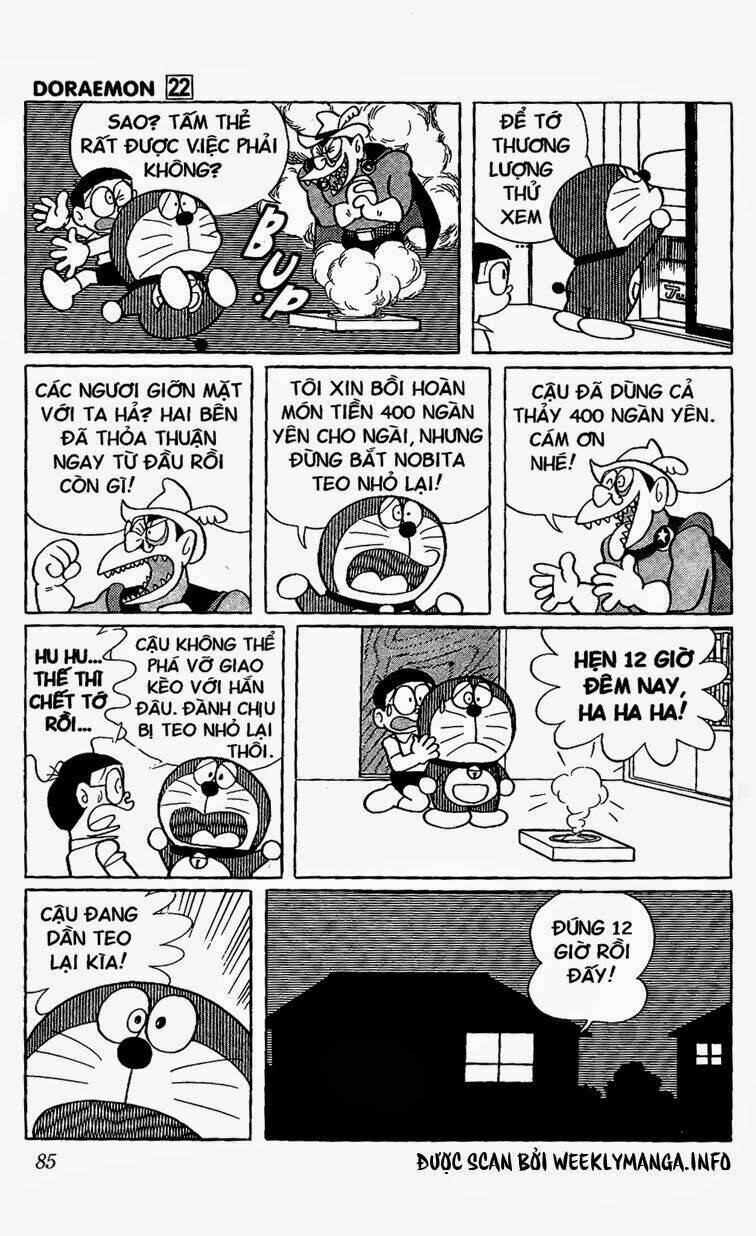 DORAEMON 22
ĐỂ TỚ
THƯƠNG
LƯỢNG
THỬ
XEM
SAO? TẤM THẺ
RẤT ĐƯỢC VIỆC PHẢI
KHÔNG?
BỤP
CẬU ĐÃ DÙNG CẢ
THẢY 400 NGÀN YÊN.
CÁM ƠN
NHÉ!
TÔI XIN BỒI HOÀN
MÓN TIỀN 400 NGÀN
YÊN CHO NGÀI, NHƯNG
ĐỪNG BẮT NOBITA
TEO NHỎ LẠI!
CÁC NGƯƠI GIỠN MẶT
VỚI TA HẢ? HAI BÊN
ĐÃ THỎA THUẬN
NGAY TỪ ĐẦU RỒI
CÒN GÌ!
HẸN 12 GIỜ
ĐÊM NAY,
HA HA HA!
CẬU KHÔNG THỂ
PHÁ VỠ GIAO
KÈO VỚI HẮN
ĐÂU. ĐÀNH CHỊU
BỊ TEO NHỎ LẠI
THÔI.
HU HU...
THẾ THÌ
CHẾT TỚ
RỒI...
ĐÚNG 12
GIỜ RỒI
ĐẤY!
CẬU ĐANG
DẦN TEO
LẠI KÌA!
85
ĐƯỢC SCAN BỞI WEEKLYMANGA.INFO